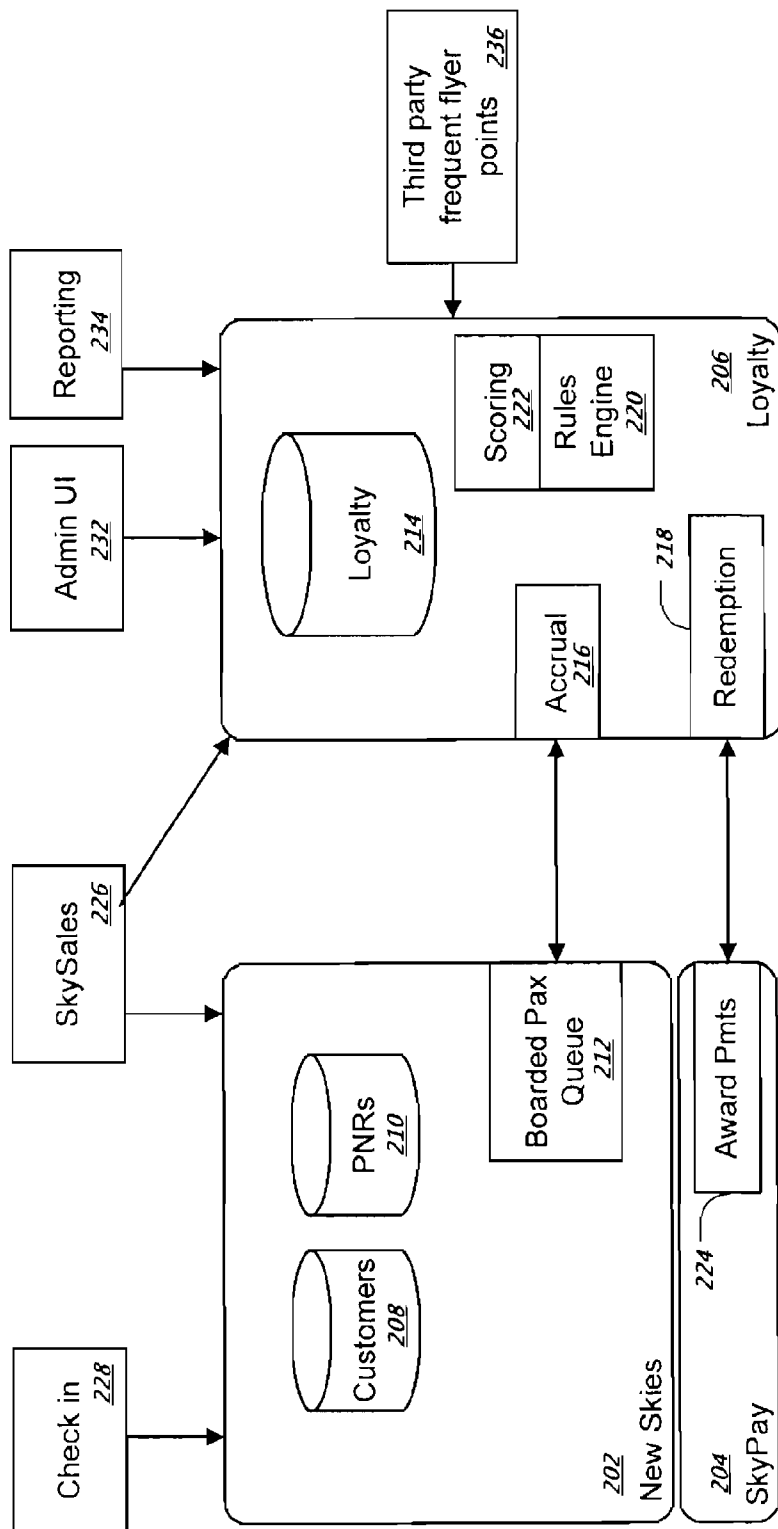 Check in
228
SkySales
226
Admin UI
232
Reporting
234
Customers
208
PNRs
210
Boarded Pax
Queue
212
202
New Skies
Award Pmts
224
204
SkyPay
Loyalty
214
Accrual
216
Scoring
222
Rules
Engine
220
218
Redemption
206
Loyalty
Third party
frequent flyer
points
236